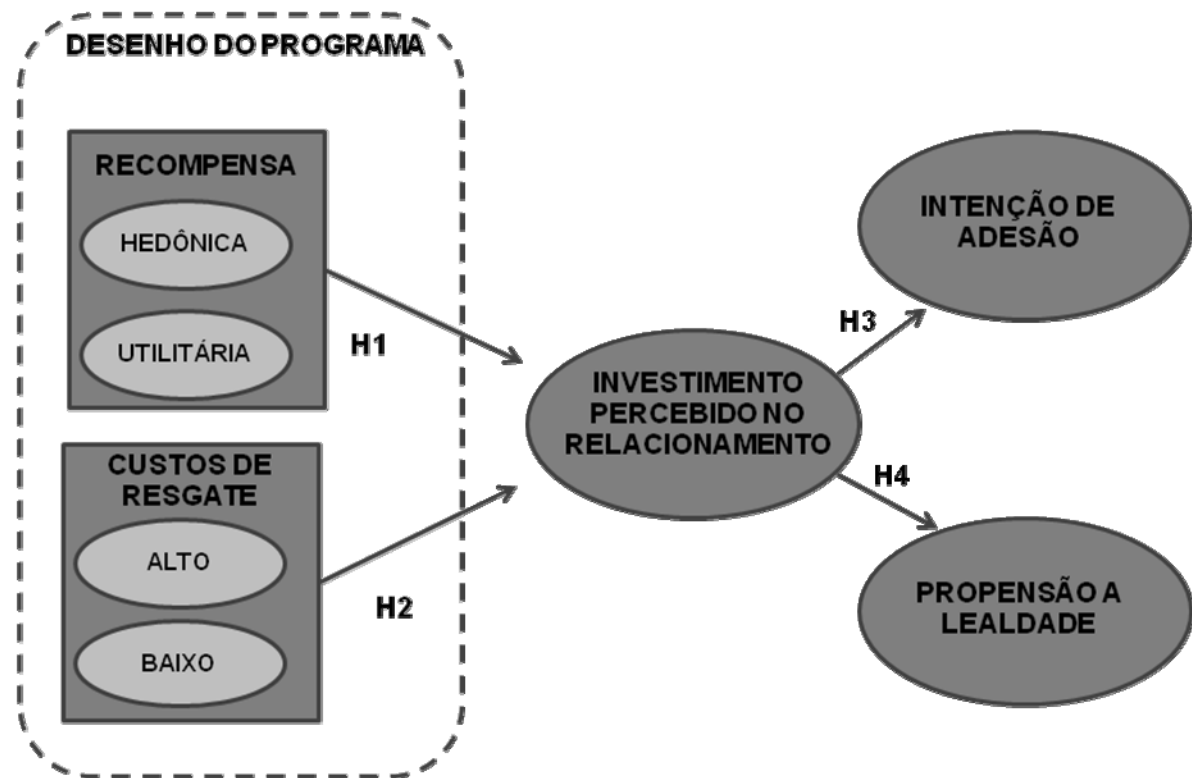 DESENHO DO PROGRAMA
RECOMPENSA
HEDÔNICA
UTILITÁRIA
H1
CUSTOS DE
RESGATE
ALTO
BAIXO
H2
INVESTIMENTO
PERCEBIDO NO
RELACIONAMENTO
H3
INTENÇÃO DE
ADESÃO
H4
PROPENSÃO A
LEALDADE